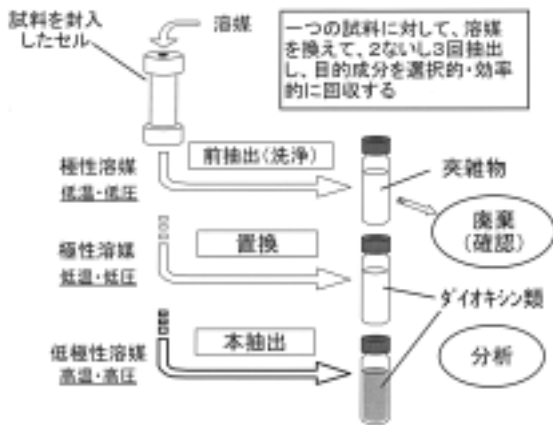 試料を封入
したセル
溶媒
一つの試料に対して、溶媒
を換えて、2ないし3回抽出
し、目的成分を選択的・効率
的に回収する
前抽出(洗浄)
極性溶媒
低温・低圧
夾雑物
廃棄
(確認)
置換
極性溶媒
低温・低圧
ダイオキシン類
本抽出
低極性溶媒
高温・高圧
分析